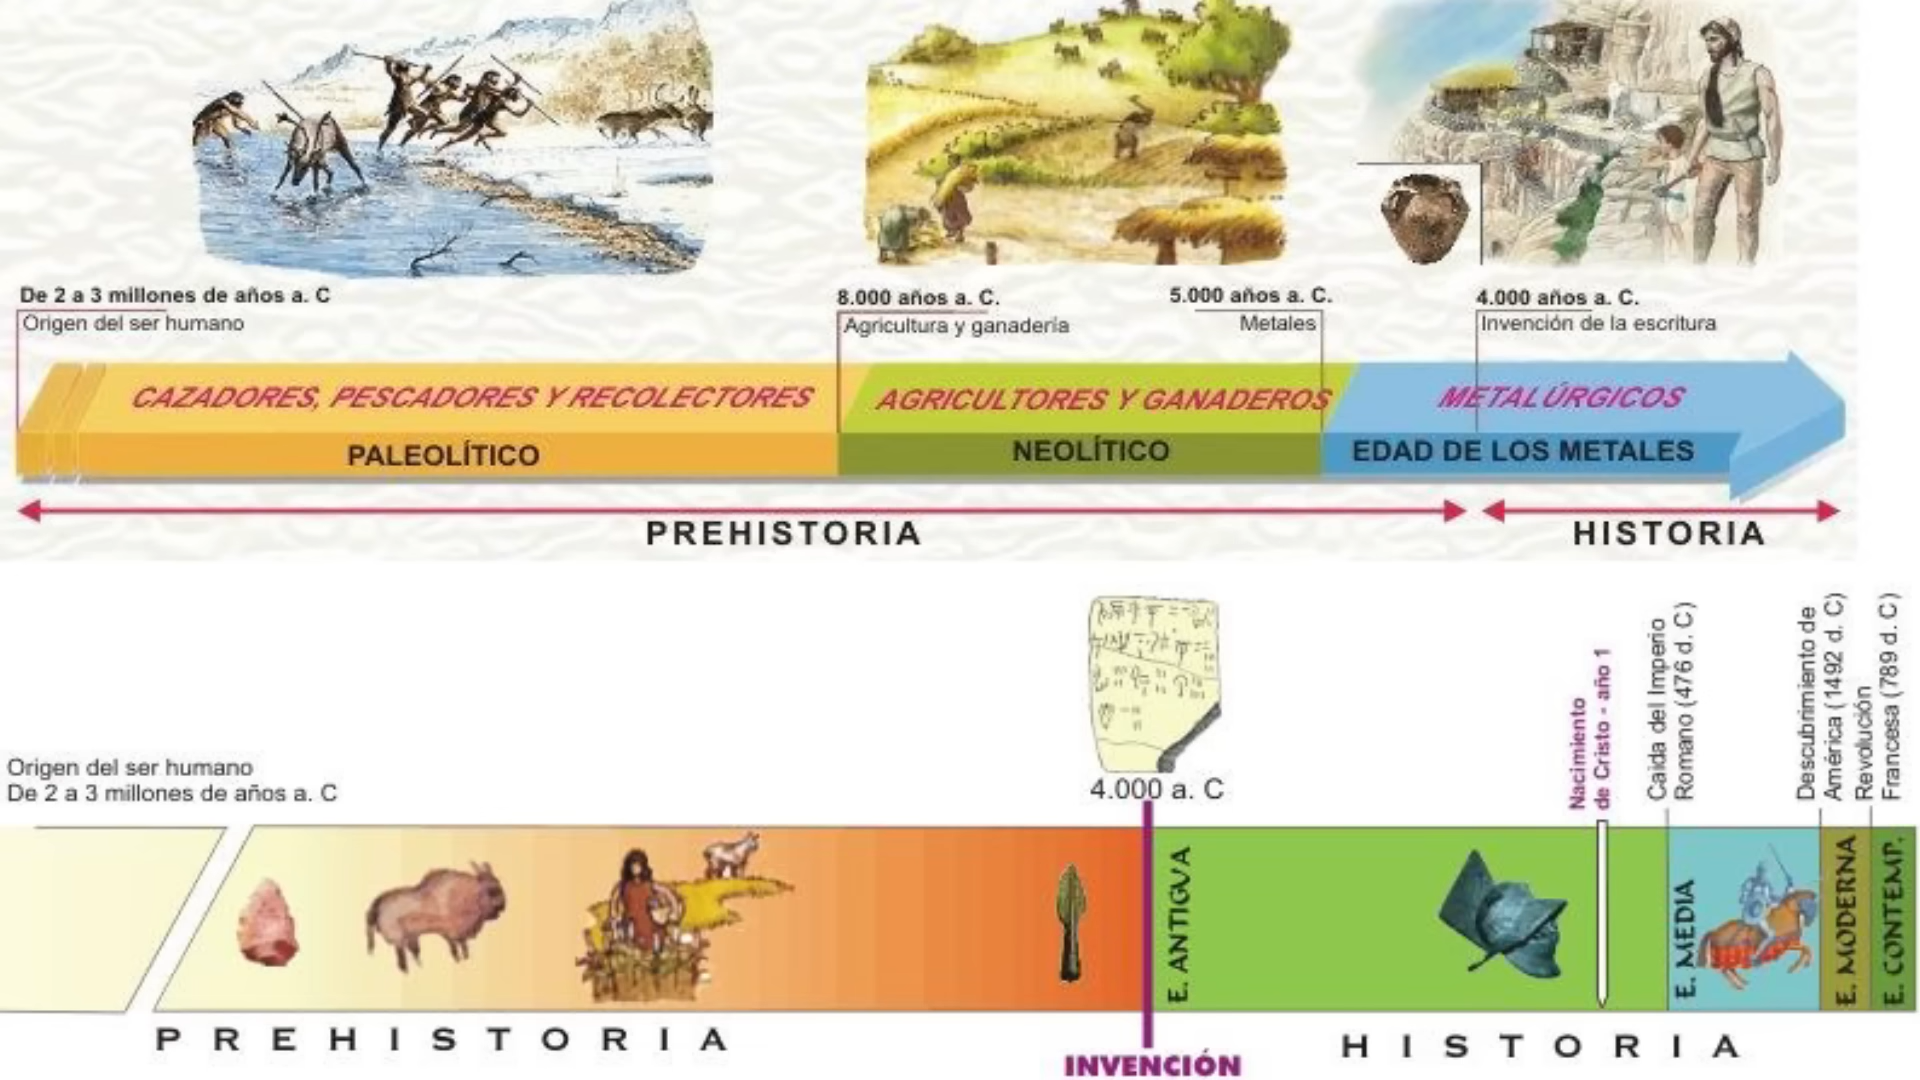 De 2 a 3 millones de años a. C
Origen del ser humano
8.000 años a. C.
Agricultura y ganadería
5.000 años a. C.
Metales
4.000 años a. C.
Invención de la escritura
CAZADORES, PESCADORES Y RECOLECTORES
AGRICULTORES Y GANADEROS
METALÚRGICOS
PALEOLÍTICO
NEOLÍTICO
EDAD DE LOS METALES
PREHISTORIA
HISTORIA
Origen del ser humano
De 2 a 3 millones de años a. C
4.000 a. C
Nacimiento
de Cristo - año 1
Caida del Imperio
Romano (476 d. C)
Descubrimiento de
América (1492 d. C)
Revolución
Francesa (789 d. C)
E. ANTIGUA
E. MEDIA
E. MODERNA
E. CONTEMP.
PREHISTORIA
HISTORIA
INVENCIÓN